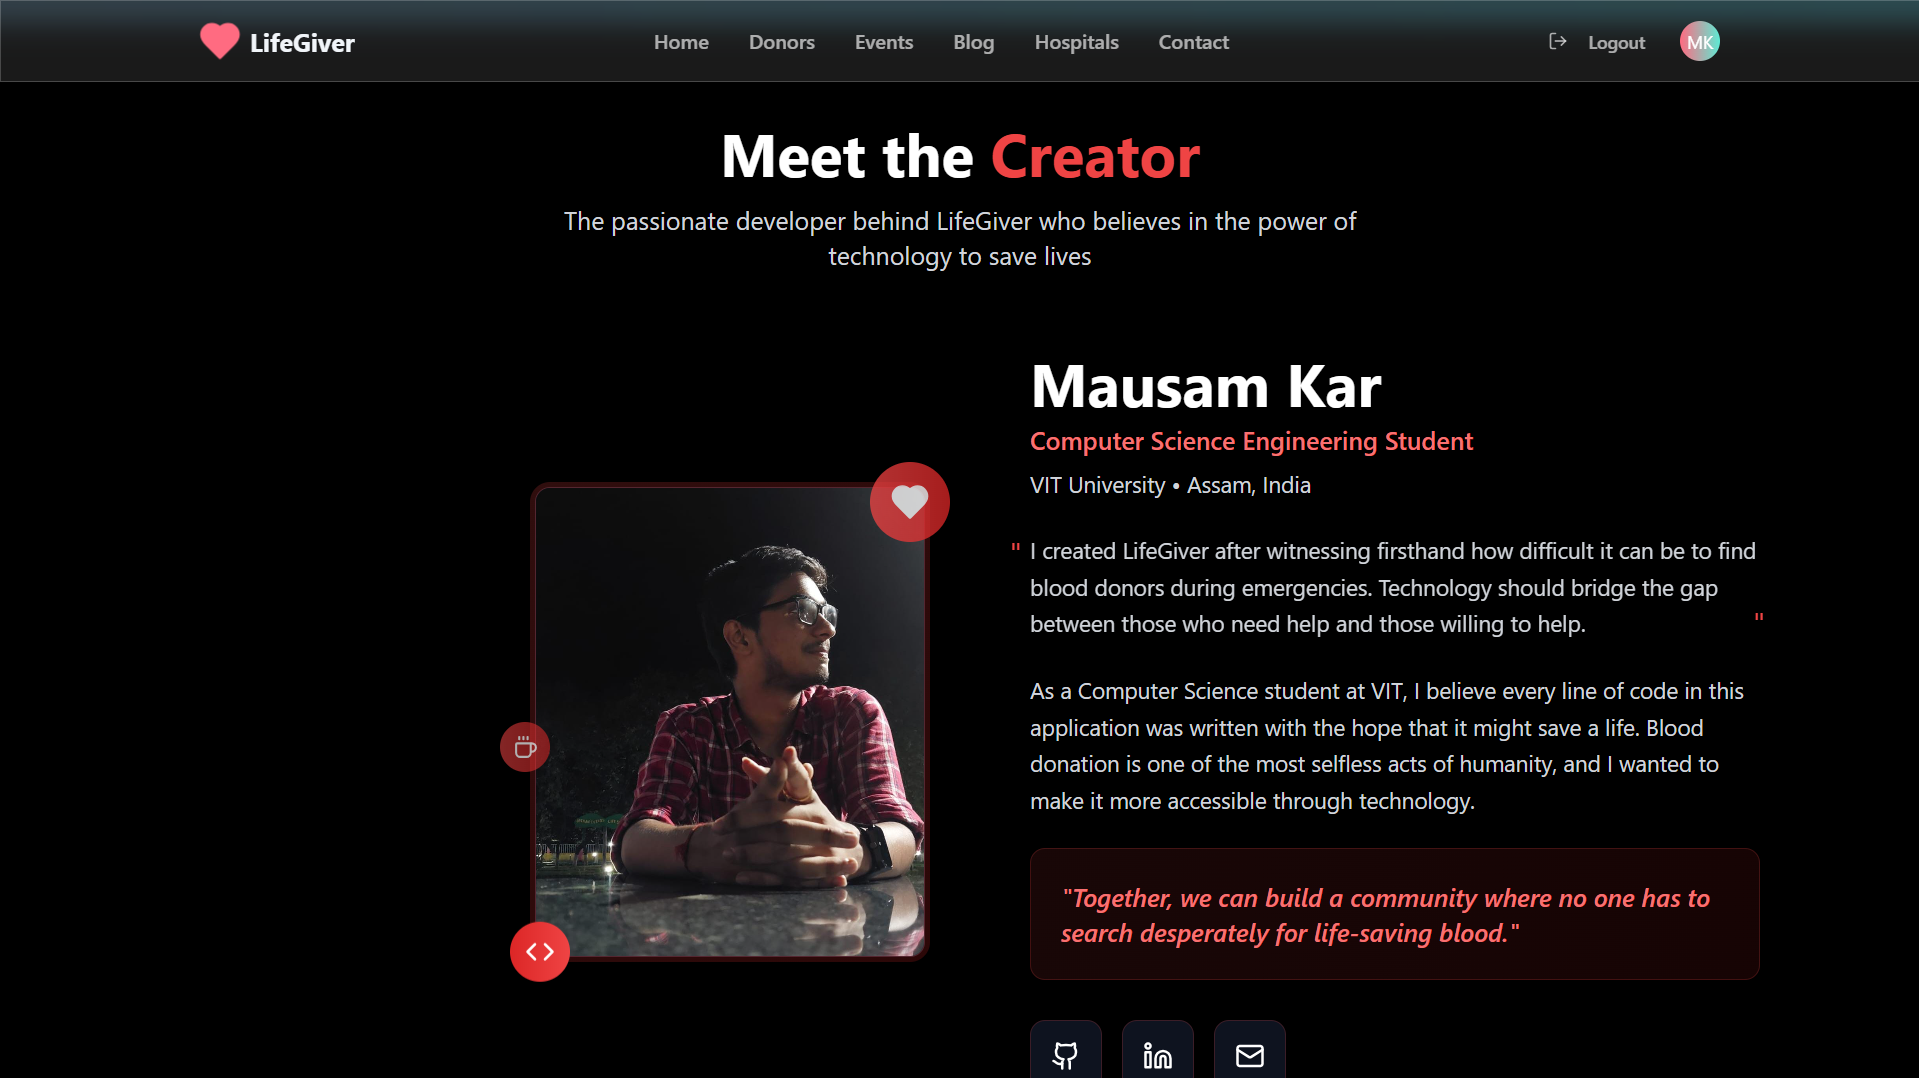 LifeGiver
Home Donors Events Blog Hospitals Contact
Logout MK
Meet the Creator
The passionate developer behind LifeGiver who believes in the power of
technology to save lives
Mausam Kar
Computer Science Engineering Student
VIT University • Assam, India
" I created LifeGiver after witnessing firsthand how difficult it can be to find
blood donors during emergencies. Technology should bridge the gap
between those who need help and those willing to help. "
As a Computer Science student at VIT, I believe every line of code in this
application was written with the hope that it might save a life. Blood
donation is one of the most selfless acts of humanity, and I wanted to
make it more accessible through technology.
"Together, we can build a community where no one has to
search desperately for life-saving blood."